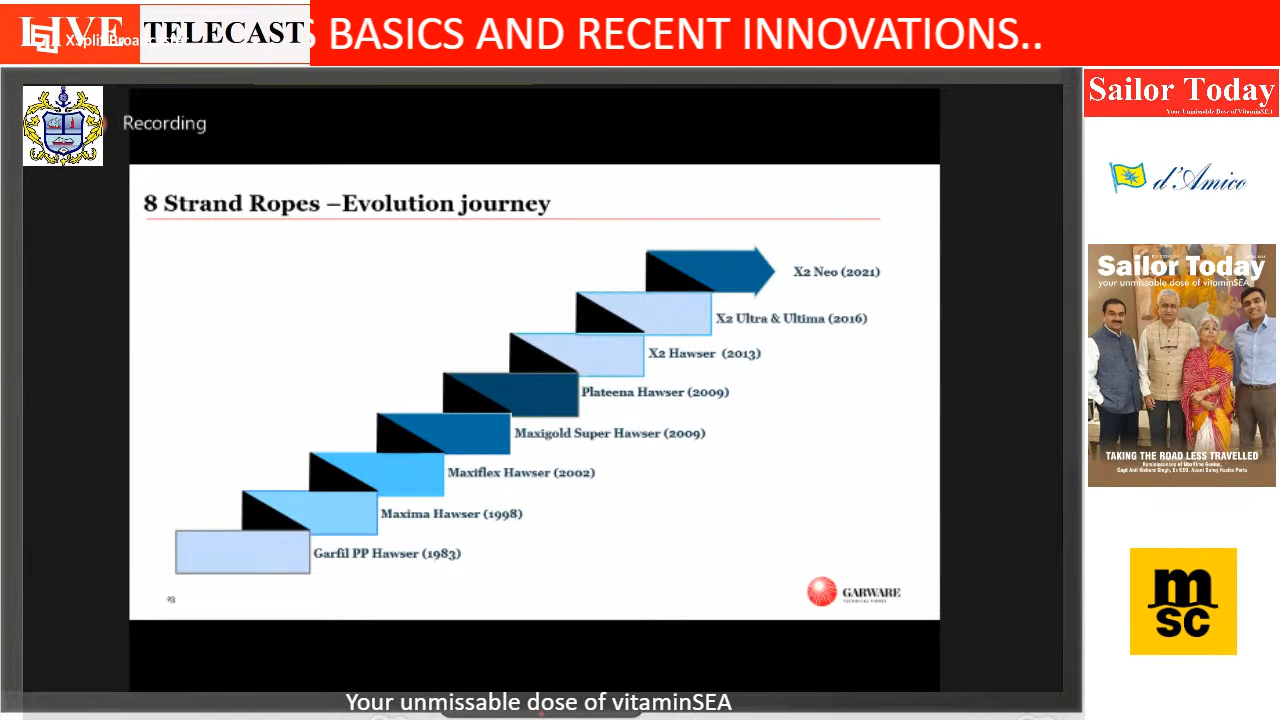 LIVE
TELECAST
XSplit Broadcaster
S BASICS AND RECENT INNOVATIONS..
Recording
8 Strand Ropes –Evolution journey
X2 Neo (2021)
X2 Ultra & Ultima (2016)
X2 Hawser (2013)
Plateena Hawser (2009)
Maxigold Super Hawser (2009)
Maxiflex Hawser (2002)
Maxima Hawser (1998)
Garfil PP Hawser (1983)
GARWARE
TECHNICAL FIBRES
Sailor Today
Your Unmissable Dose of VitaminSEA
d'Amico
Sailor Today
your unmissable dose of vitaminSEA
TAKING THE ROAD LESS TRAVELLED
msc
Your unmissable dose of vitaminSEA